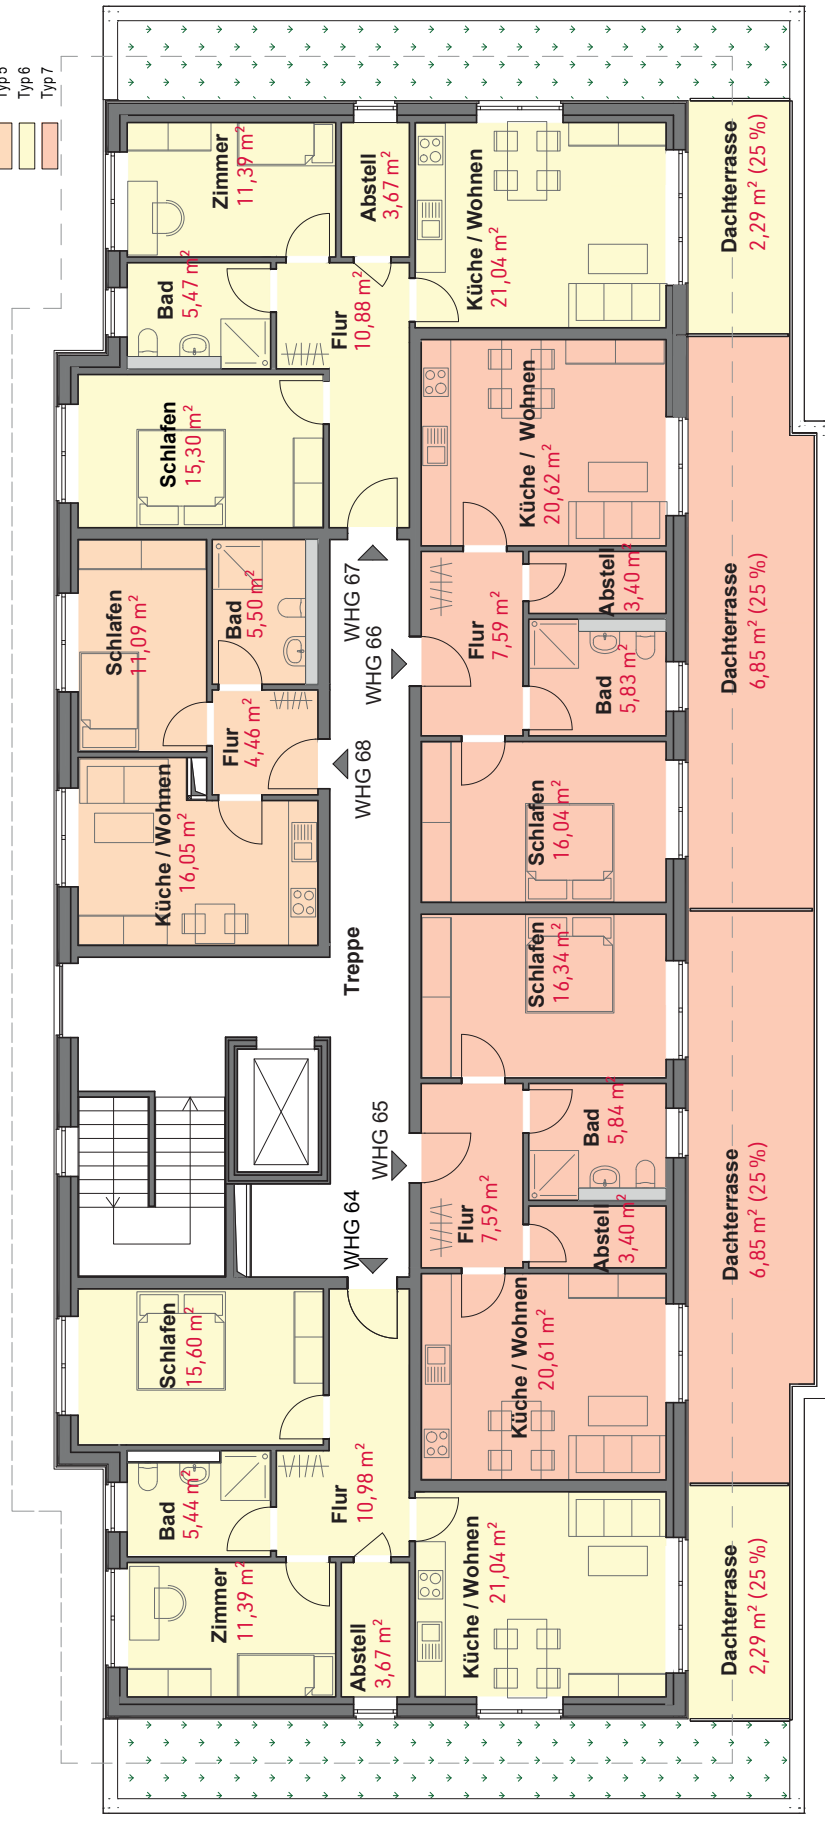 Typ 5
Typ 6
Typ 7
Zimmer
11,39 m²
Abstell
3,67 m²
Küche / Wohnen
21,04 m²
Dachterrasse
2,29 m² (25 %)
Bad
5,47 m²
Flur
10,88 m²
Schlafen
15,30 m²
Küche / Wohnen
20,62 m²
Schlafen
11,09 m²
Bad
5,50 m²
WHG 67
WHG 66
Flur
7,59 m²
Abstell
3,40 m²
Bad
5,83 m²
Dachterrasse
6,85 m² (25 %)
Flur
4,46 m²
WHG 68
Küche / Wohnen
16,05 m²
Schlafen
16,04 m²
Treppe
Schlafen
16,34 m²
WHG 65
WHG 64
Bad
5,84 m²
Flur
7,59 m²
Abstell
3,40 m²
Dachterrasse
6,85 m² (25 %)
Schlafen
15,60 m²
Küche / Wohnen
20,61 m²
Bad
5,44 m²
Flur
10,98 m²
Zimmer
11,39 m²
Abstell
3,67 m²
Küche / Wohnen
21,04 m²
Dachterrasse
2,29 m² (25 %)